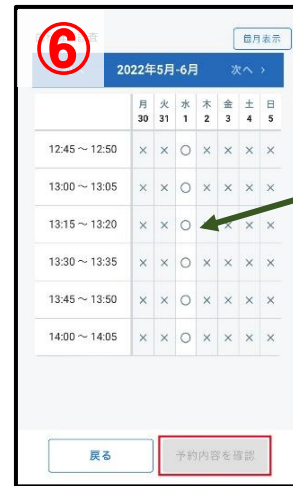 ⑥
査
箇月表示
2022年5月-6月 次へ ＞
月 火 水 木 金 土 日
30 31 1 2 3 4 5
12:45 ～ 12:50 × × ○ × × × ×
13:00 ～ 13:05 × × ○ × × × ×
13:15 ～ 13:20 × × ○ × × ×
13:30 ～ 13:35 × × ○ × × × ×
13:45 ～ 13:50 × × ○ × × × ×
14:00 ～ 14:05 × × ○ × × × ×
戻る 予約内容を確認